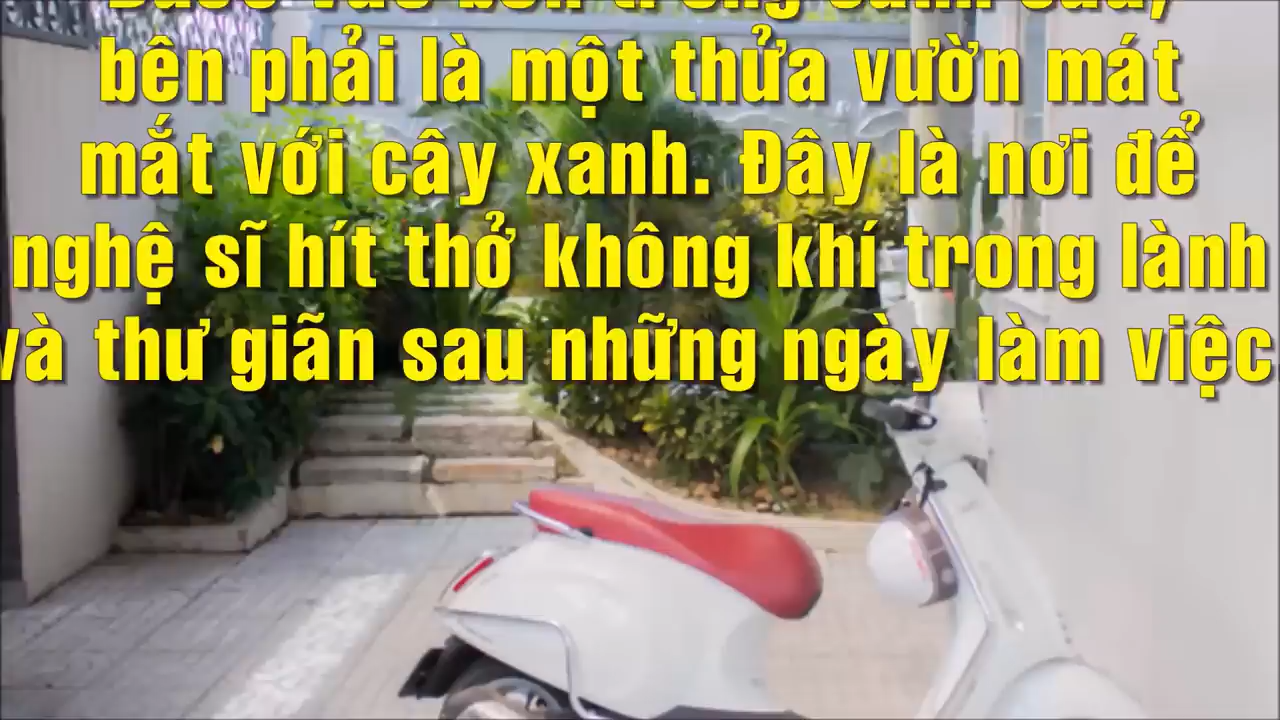 bên phải là một thửa vườn mát
mắt với cây xanh. Đây là nơi để
nghệ sĩ hít thở không khí trong lành
và thư giãn sau những ngày làm việc